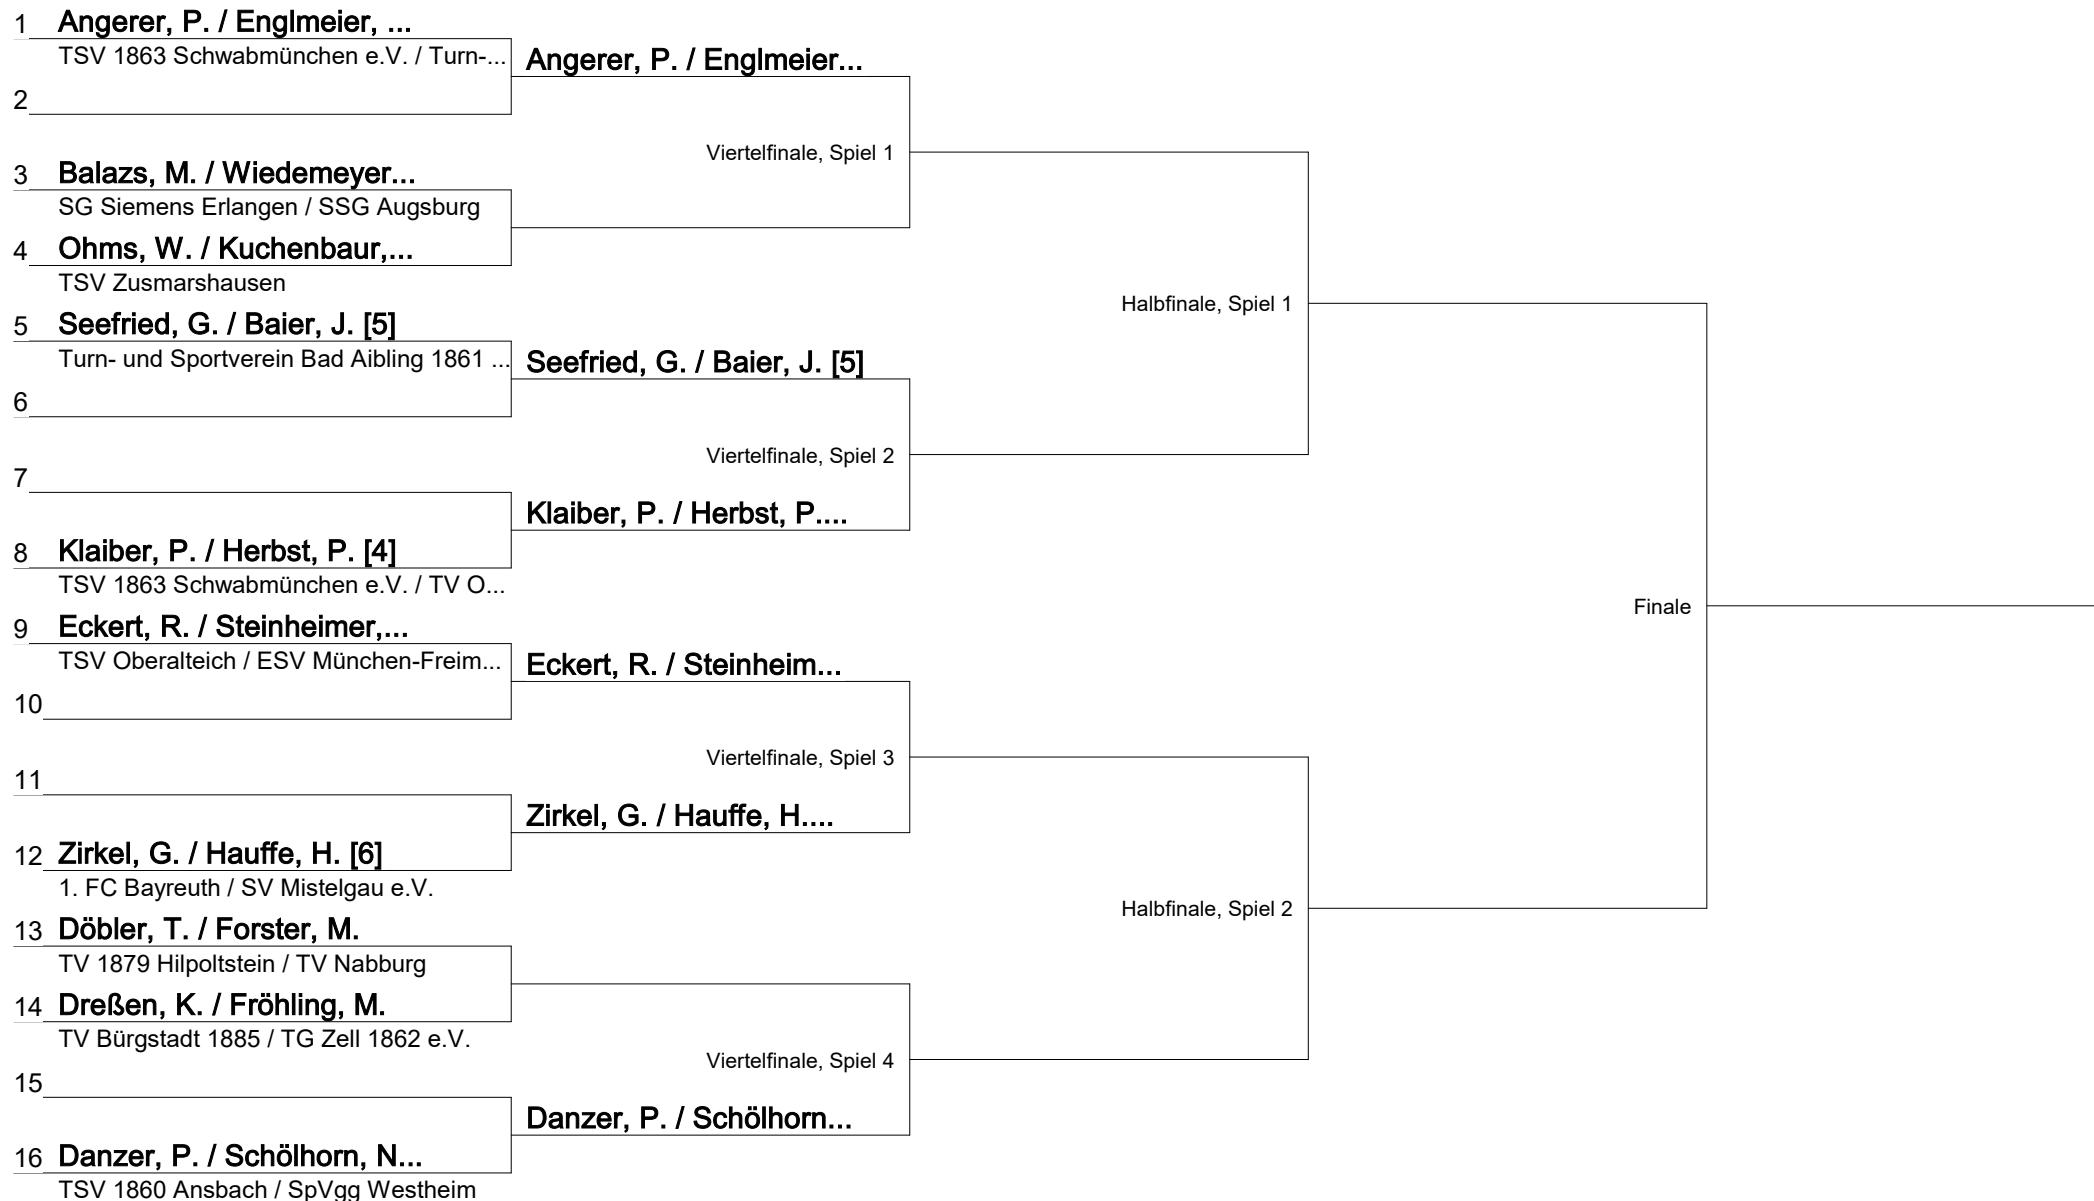 1 Angerer, P. / Englmeier, ...
TSV 1863 Schwabmünchen e.V. / Turn-...
Angerer, P. / Englmeier...
2
Viertelfinale, Spiel 1
3 Balazs, M. / Wiedemeyer...
SG Siemens Erlangen / SSG Augsburg
4 Ohms, W. / Kuchenbaur,...
TSV Zusmarshausen
Halbfinale, Spiel 1
5 Seefried, G. / Baier, J. [5]
Turn- und Sportverein Bad Aibling 1861 ...
Seefried, G. / Baier, J. [5]
6
Viertelfinale, Spiel 2
7
Klaiber, P. / Herbst, P....
8 Klaiber, P. / Herbst, P. [4]
TSV 1863 Schwabmünchen e.V. / TV O...
Finale
9 Eckert, R. / Steinheimer,...
TSV Oberalteich / ESV München-Freim...
Eckert, R. / Steinheim...
10
Viertelfinale, Spiel 3
11
Zirkel, G. / Hauffe, H....
12 Zirkel, G. / Hauffe, H. [6]
1. FC Bayreuth / SV Mistelgau e.V.
Halbfinale, Spiel 2
13 Döbler, T. / Forster, M.
TV 1879 Hilpoltstein / TV Nabburg
14 Dreßen, K. / Fröhling, M.
TV Bürgstadt 1885 / TG Zell 1862 e.V.
Viertelfinale, Spiel 4
15
Danzer, P. / Schölhorn...
16 Danzer, P. / Schölhorn, N...
TSV 1860 Ansbach / SpVgg Westheim